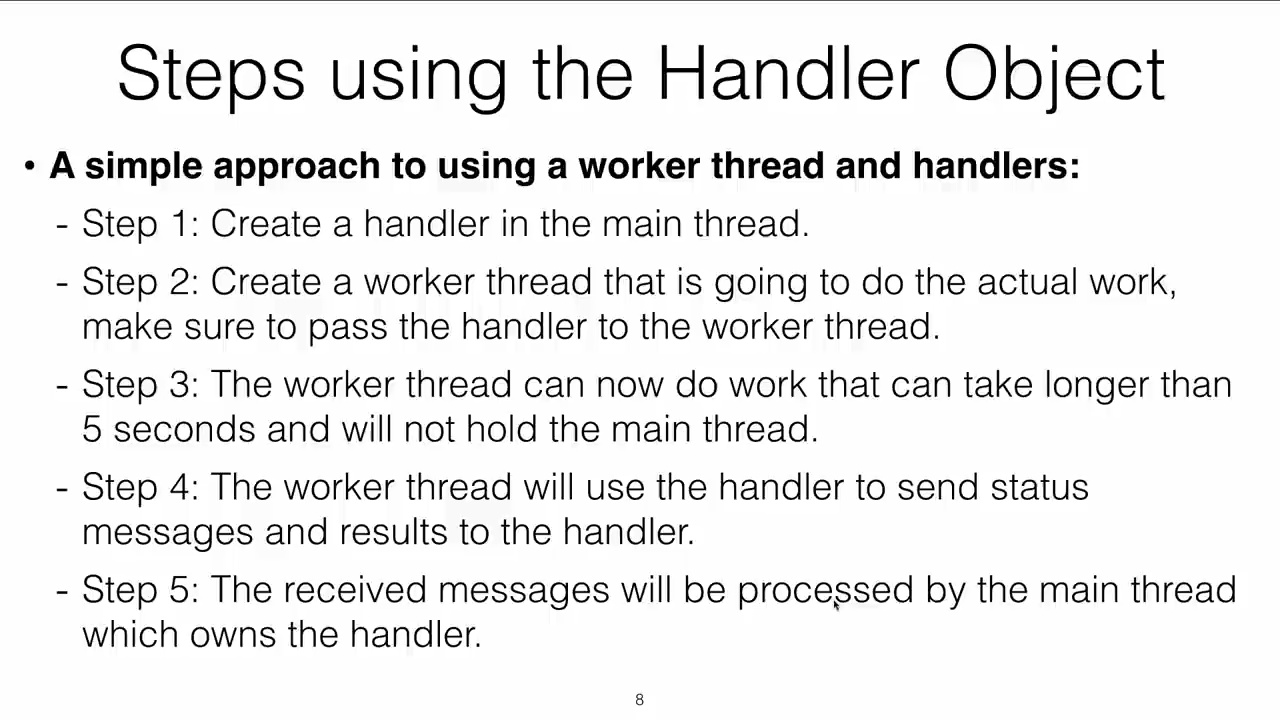 Steps using the Handler Object
• A simple approach to using a worker thread and handlers:
- Step 1: Create a handler in the main thread.
- Step 2: Create a worker thread that is going to do the actual work,
make sure to pass the handler to the worker thread.
- Step 3: The worker thread can now do work that can take longer than
5 seconds and will not hold the main thread.
- Step 4: The worker thread will use the handler to send status
messages and results to the handler.
- Step 5: The received messages will be processed by the main thread
which owns the handler.
8